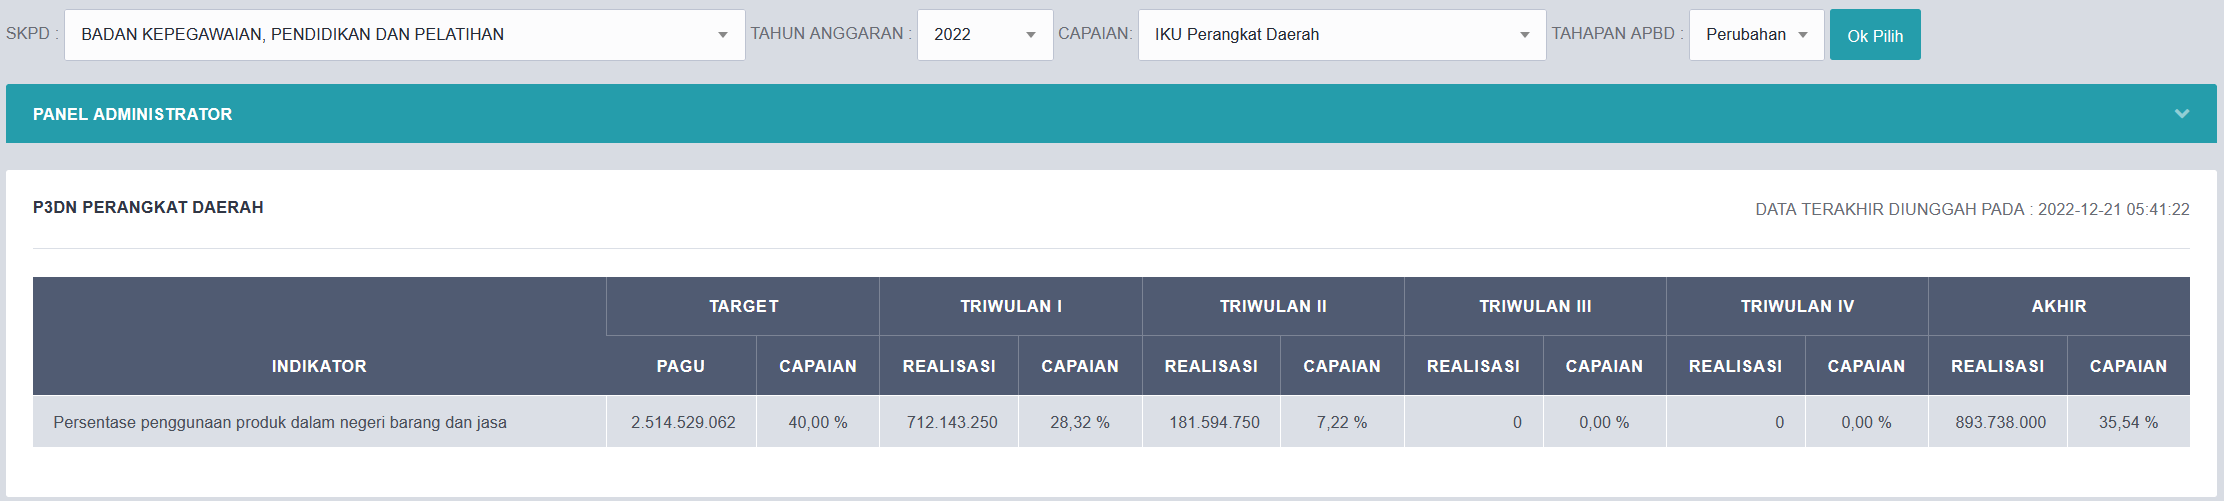 SKPD : BADAN KEPEGAWAIAN, PENDIDIKAN DAN PELATIHAN TAHUN ANGGARAN : 2022 CAPAIAN: IKU Perangkat Daerah TAHAPAN APBD : Perubahan Ok Pilih
PANEL ADMINISTRATOR
P3DN PERANGKAT DAERAH DATA TERAKHIR DIUNGGAH PADA : 2022-12-21 05:41:22
TARGET TRIWULAN I TRIWULAN II TRIWULAN III TRIWULAN IV AKHIR
INDIKATOR PAGU CAPAIAN REALISASI CAPAIAN REALISASI CAPAIAN REALISASI CAPAIAN REALISASI CAPAIAN REALISASI CAPAIAN
Persentase penggunaan produk dalam negeri barang dan jasa 2.514.529.062 40,00 % 712.143.250 28,32 % 181.594.750 7,22 % 0 0,00 % 0 0,00 % 893.738.000 35,54 %